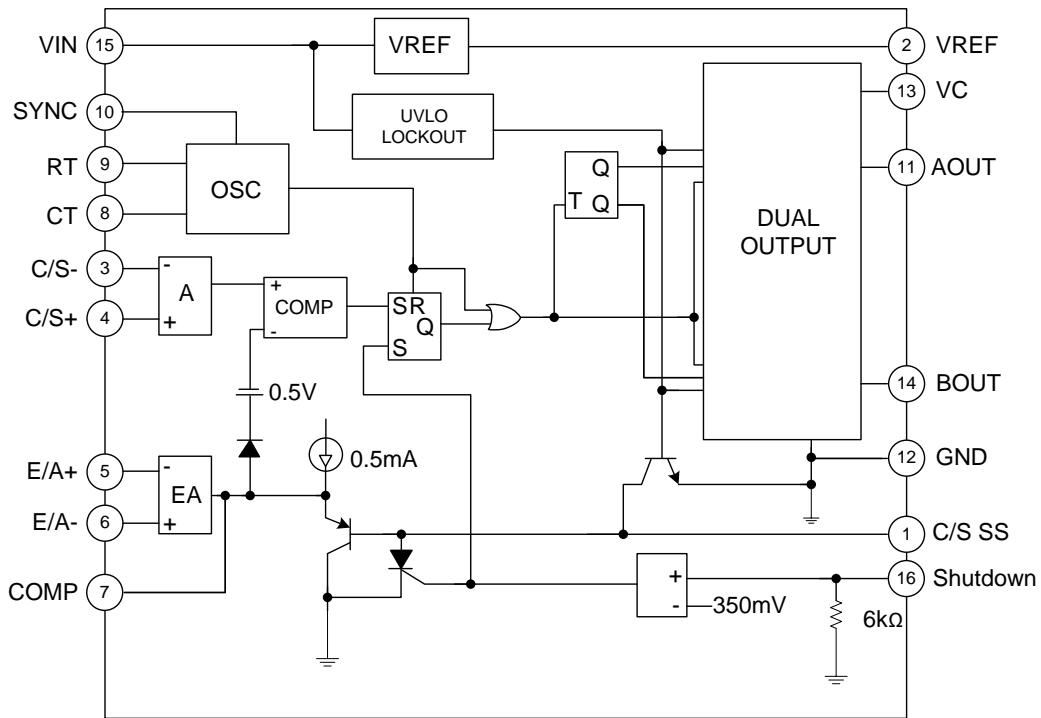 VIN 15 VREF 2 VREF
13 VC
SYNC 10 UVLO
LOCKOUT
RT 9 OSC Q 11 AOUT
CT 8 T Q DUAL
OUTPUT
C/S- 3 - A + COMP SR
C/S+ 4 + - Q
S
0.5V 14 BOUT
E/A+ 5 - EA 0.5mA 12 GND
E/A- 6 +
1 C/S SS
COMP 7 + 16 Shutdown
- 350mV 6kΩ